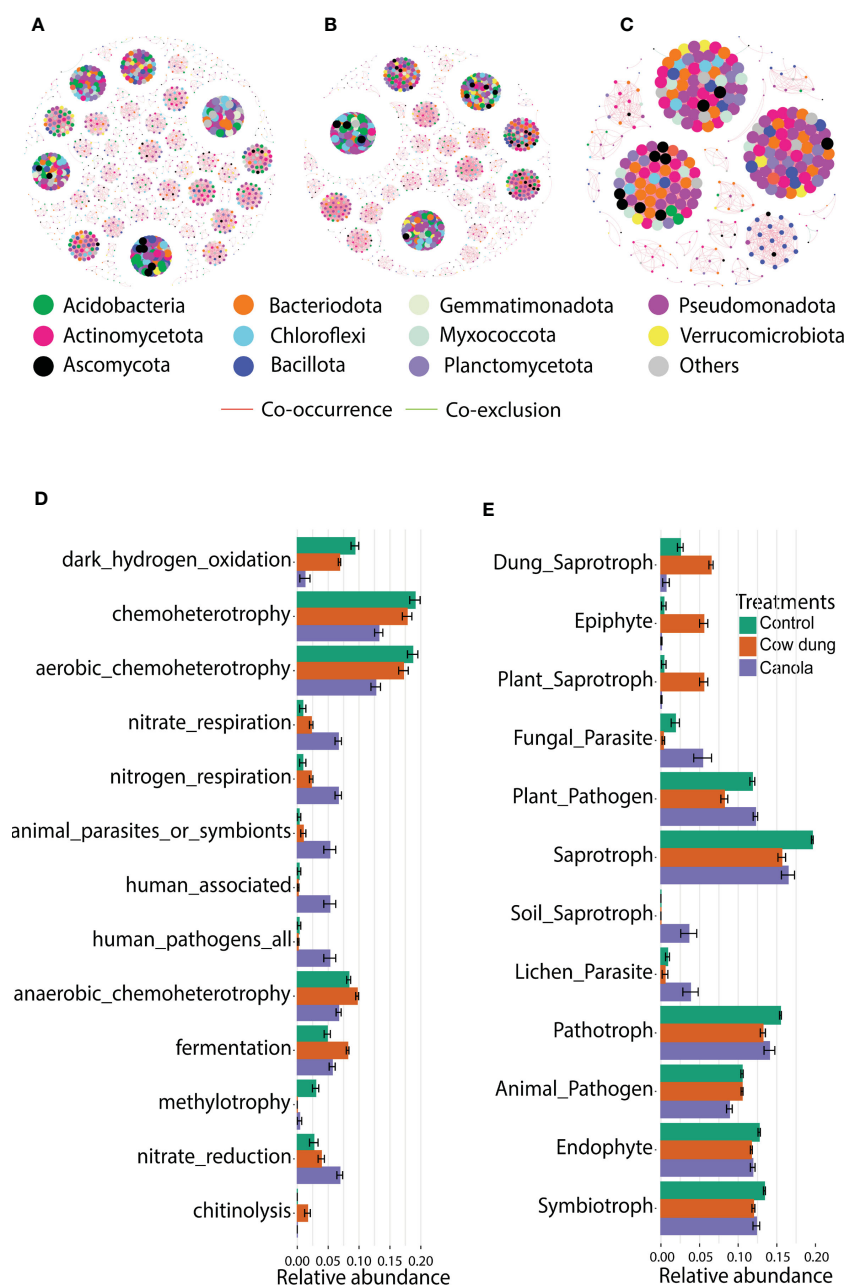 A
B
C
Acidobacteria
Bacteriodota
Gemmatimonadota
Pseudomonadota
Actinomycetota
Chloroflexi
Myxococcota
Verrucomicrobiota
Ascomycota
Bacillota
Planctomycetota
Others
Co-occurrence
Co-exclusion
D
dark_hydrogen_oxidation
chemoheterotrophy
aerobic_chemoheterotrophy
nitrate_respiration
nitrogen_respiration
animal_parasites_or_symbionts
human_associated
human_pathogens_all
anaerobic_chemoheterotrophy
fermentation
methylotrophy
nitrate_reduction
chitinolysis
0.00 0.05 0.10 0.15 0.20
Relative abundance
E
Dung_Saprotroph
Epiphyte
Plant_Saprotroph
Fungal_Parasite
Plant_Pathogen
Saprotroph
Soil_Saprotroph
Lichen_Parasite
Pathotroph
Animal_Pathogen
Endophyte
Symbiotroph
0.00 0.05 0.10 0.15 0.20
Relative abundance
Treatments
Control
Cow dung
Canola